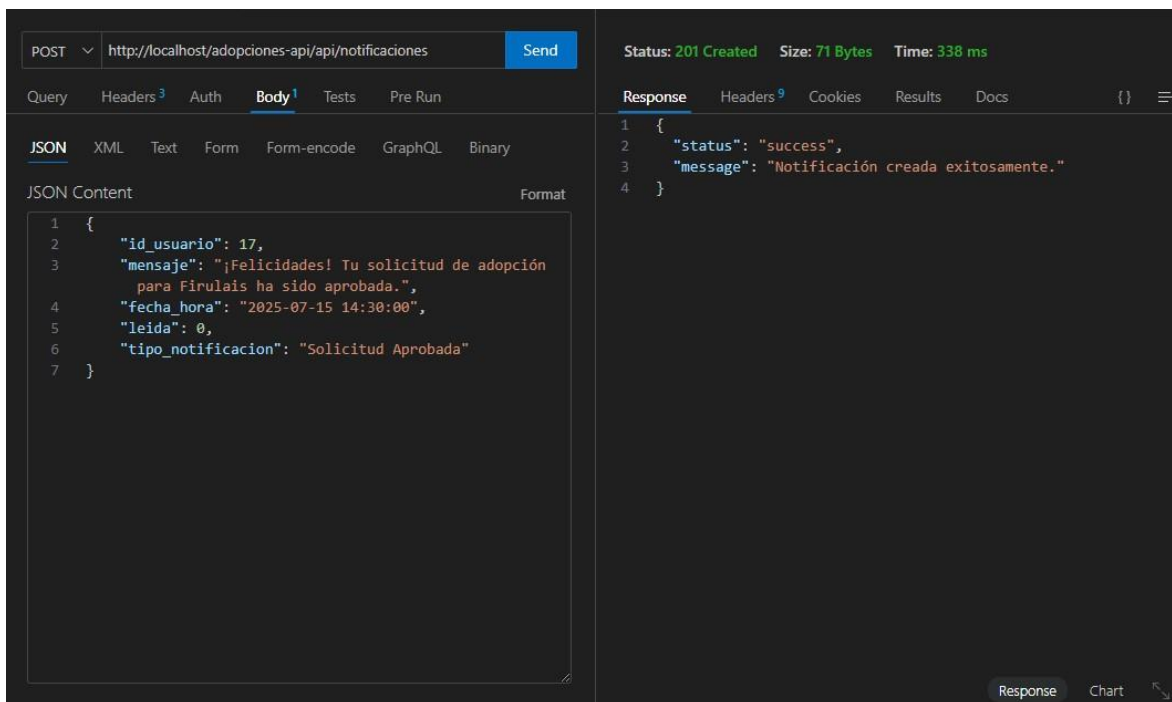 POST http://localhost/adopciones-api/api/notificaciones Send
Query Headers 3 Auth Body 1 Tests Pre Run
JSON XML Text Form Form-encode GraphQL Binary
JSON Content Format
1 {
2 "id_usuario": 17,
3 "mensaje": "¡Felicidades! Tu solicitud de adopción
para Firulais ha sido aprobada.",
4 "fecha_hora": "2025-07-15 14:30:00",
5 "leida": 0,
6 "tipo_notificacion": "Solicitud Aprobada"
7 }
Status: 201 Created Size: 71 Bytes Time: 338 ms
Response Headers 9 Cookies Results Docs { }
1 {
2 "status": "success",
3 "message": "Notificación creada exitosamente."
4 }
Response Chart